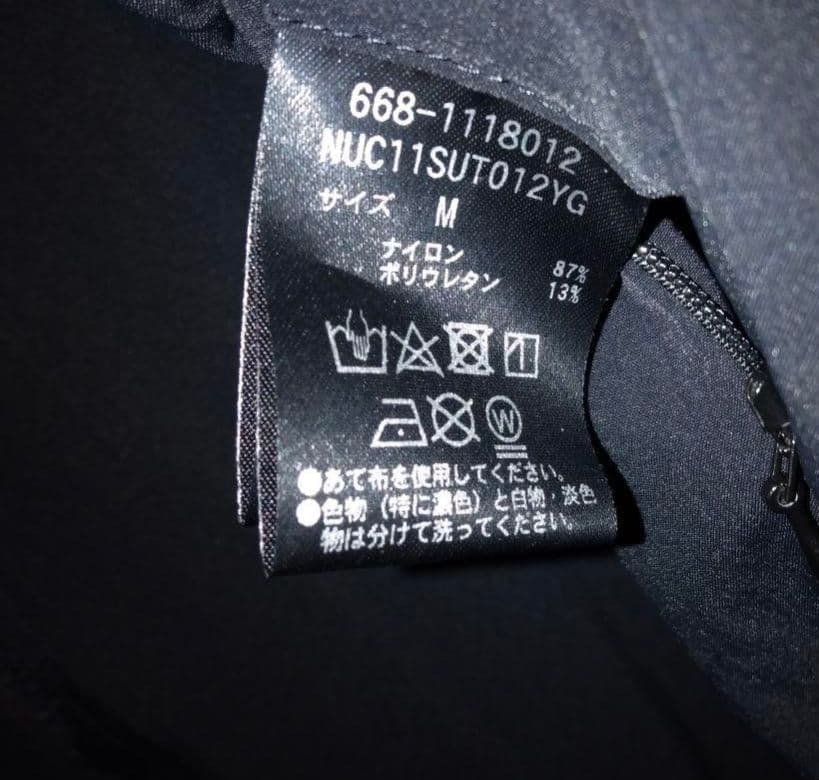 668-1118012
NUC11SUT012YG
サイズ M
ナイロン 87%
ポリウレタン 13%
W
●あて布を使用してください。
●色物（特に濃色）と白物・淡色
物は分けて洗ってください。